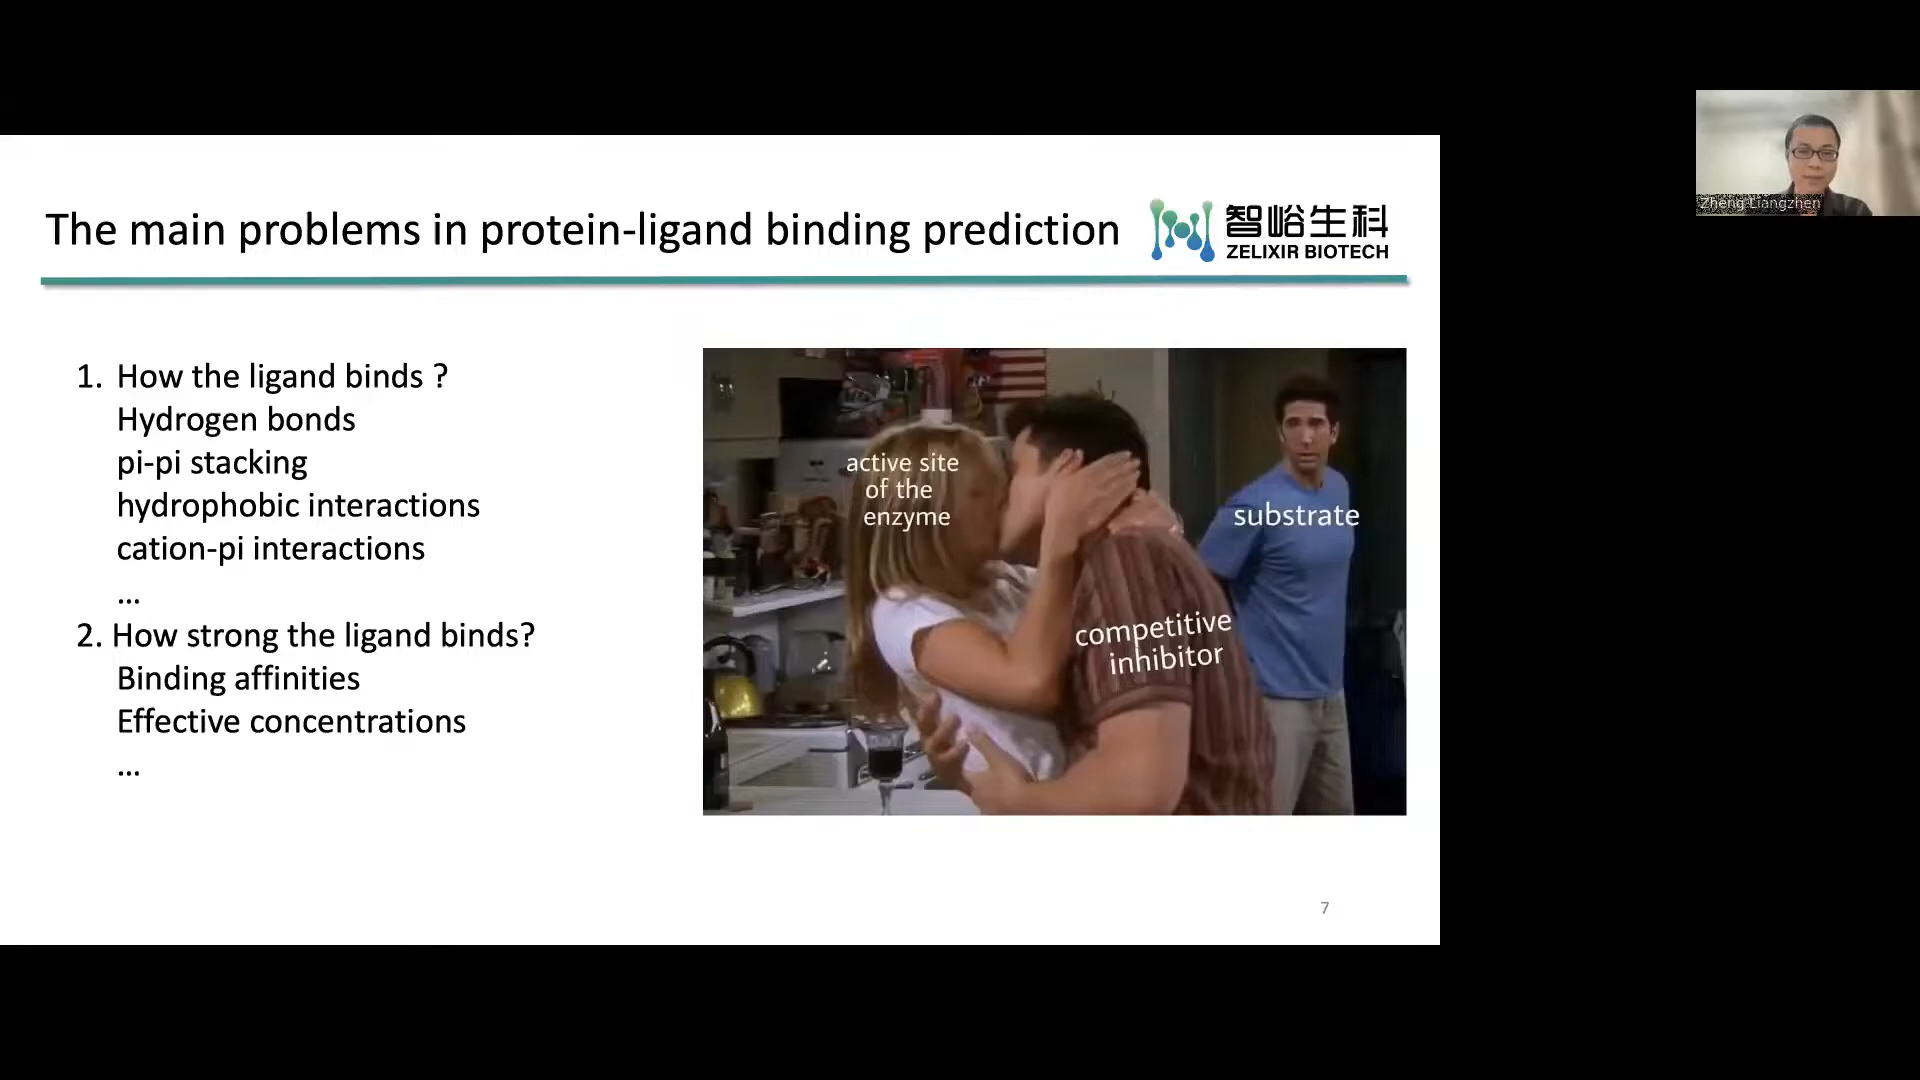 The main problems in protein-ligand binding prediction
智峪生科
ZELIXIR BIOTECH
Zheng Liangzhen
1. How the ligand binds ?
Hydrogen bonds
pi-pi stacking
hydrophobic interactions
cation-pi interactions
...
2. How strong the ligand binds?
Binding affinities
Effective concentrations
...
active site
of the
enzyme
substrate
competitive
inhibitor
7